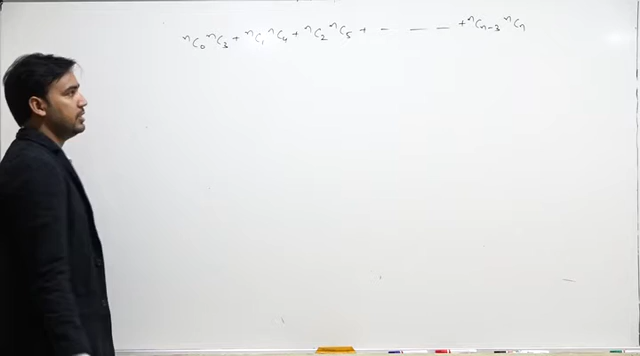 ⁿC₀ ⁿC₃ + ⁿC₁ ⁿC₄ + ⁿC₂ ⁿC₅ + - — — + ⁿCₙ₋₃ ⁿCₙ